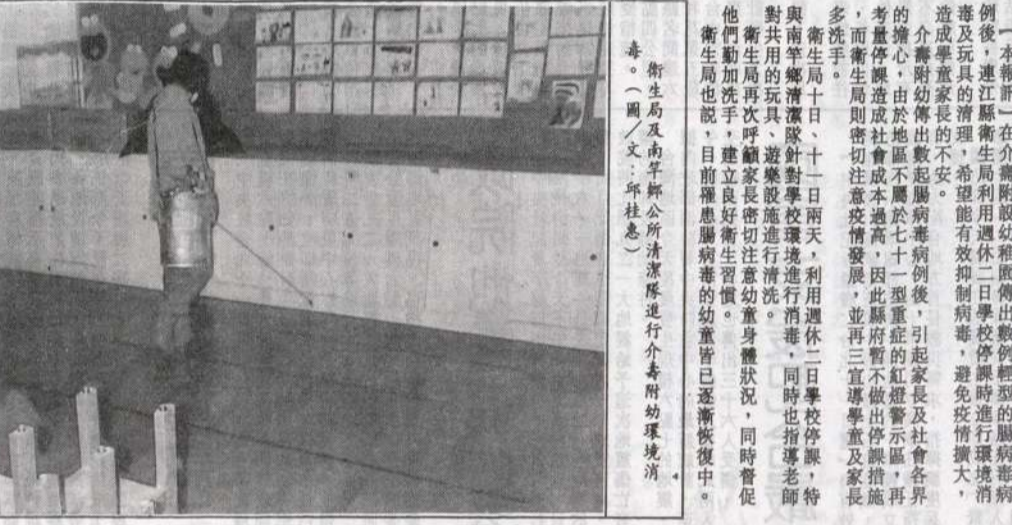 【本報訊】在介壽附設幼稚園傳出數例輕型的腸病毒病
例後，連江縣衛生局利用週休二日學校停課時進行環境消
毒及玩具的清理，希望能有效抑制病毒，避免疫情擴大，
造成學童家長的不安。
介壽附幼傳出數起腸病毒病例後，引起家長及社會各界
的擔心，由於地區不屬於七十一型重症的紅燈警示區，再
考量停課造成社會成本過高，因此縣府暫不做出停課措施
，而衛生局則密切注意疫情發展，並再三宣導學童及家長
多洗手。
衛生局十日、十一日兩天，利用週休二日學校停課，特
與南竿鄉清潔隊針對學校環境進行消毒，同時也指導老師
對共用的玩具、遊樂設施進行清洗。
衛生局再次呼籲家長密切注意幼童身體狀況，同時督促
他們勤加洗手，建立良好衛生習慣。
衛生局也說，目前罹患腸病毒的幼童皆已逐漸恢復中。
衛生局及南竿鄉公所清潔隊進行介壽附幼環境消
毒。（圖／文：邱桂惠）